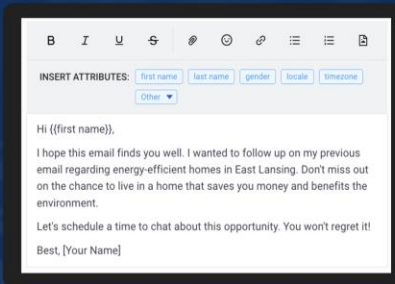 B I U S
INSERT ATTRIBUTES: first name last name gender locale timezone
Other
Hi {{first name}},
I hope this email finds you well. I wanted to follow up on my previous
email regarding energy-efficient homes in East Lansing. Don't miss out
on the chance to live in a home that saves you money and benefits the
environment.
Let's schedule a time to chat about this opportunity. You won't regret it!
Best, [Your Name]